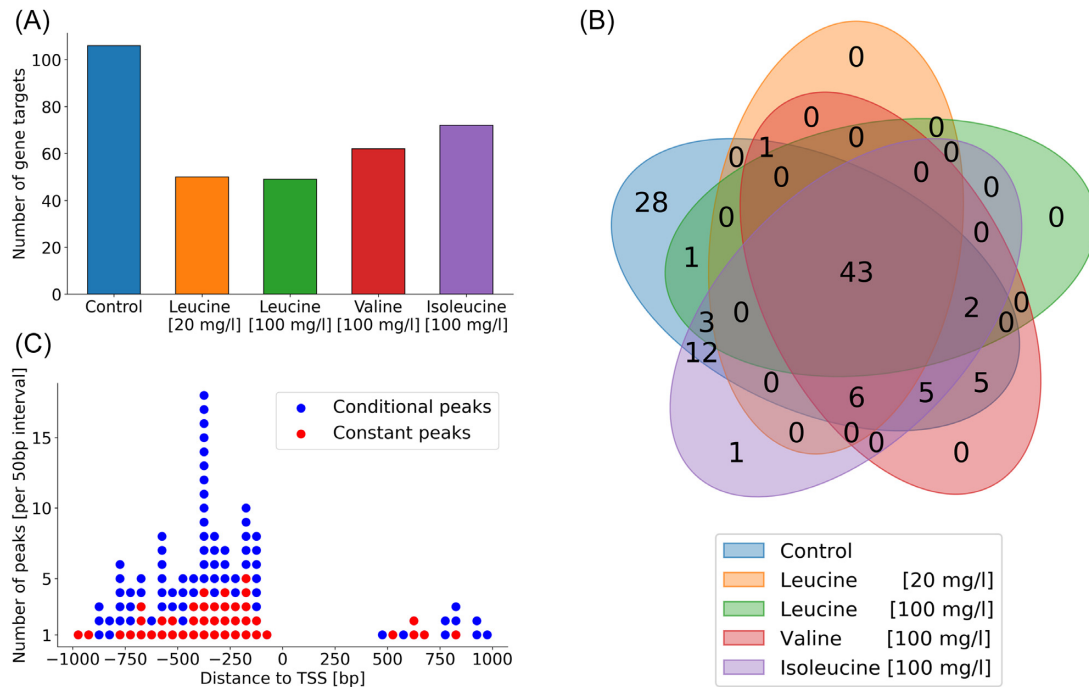 (A)
Number of gene targets
100
80
60
40
20
0
Control
Leucine
[20 mg/l]
Leucine
[100 mg/l]
Valine
[100 mg/l]
Isoleucine
[100 mg/l]
(B)
0
0
0
0
0
1
0
0
0
0
0
28
0
0
0
1
43
0
3
0
2
0
12
0
6
5
5
0
0
0
1
0
Control
Leucine [20 mg/l]
Leucine [100 mg/l]
Valine [100 mg/l]
Isoleucine [100 mg/l]
(C)
Number of peaks [per 50bp interval]
15
10
5
1
Conditional peaks
Constant peaks
−1000 −750 −500 −250 0 250 500 750 1000
Distance to TSS [bp]